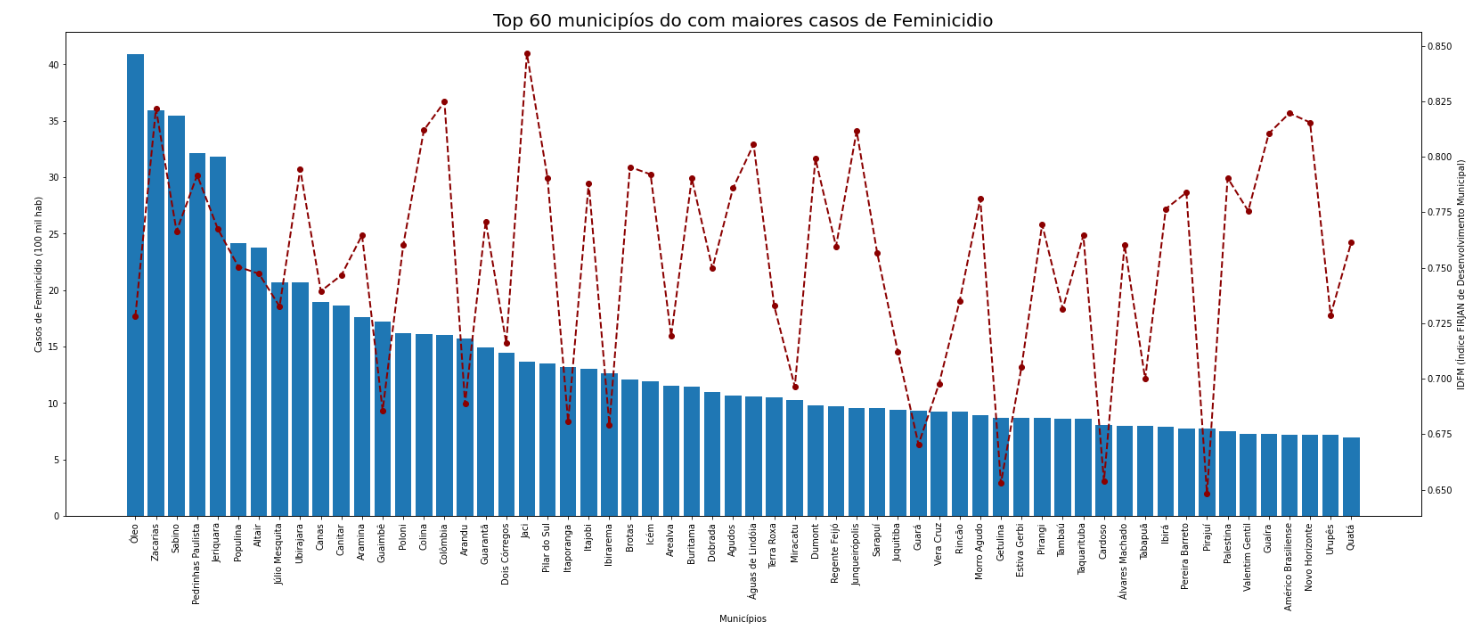 Top 60 municipíos do com maiores casos de Feminicidio
40
35
30
25
20
15
10
5
0
Casos de Feminicídio (100 mil hab)
0.850
0.825
0.800
0.775
0.750
0.725
0.700
0.675
0.650
IDFM (Índice FIRJAN de Desenvolvimento Municipal)
Óleo
Zacarias
Sabino
Pedrinhas Paulista
Jeriquara
Populina
Altair
Júlio Mesquita
Ubirajara
Canas
Canitar
Aramina
Guaimbê
Poloni
Colina
Colômbia
Arandu
Guarantã
Dois Córregos
Jaci
Pilar do Sul
Itaporanga
Itajobi
Ibirarema
Brotas
Icém
Arealva
Buritama
Dobrada
Agudos
Águas de Lindóia
Terra Roxa
Miracatu
Dumont
Regente Feijó
Junqueirópolis
Sarapuí
Juquitiba
Guará
Vera Cruz
Rincão
Morro Agudo
Getulina
Estiva Gerbi
Pirangi
Tambaú
Taquarituba
Cardoso
Álvares Machado
Tabapuã
Ibirá
Pereira Barreto
Pirajuí
Palestina
Valentim Gentil
Guaíra
Américo Brasiliense
Novo Horizonte
Urupês
Quatá
Municípios